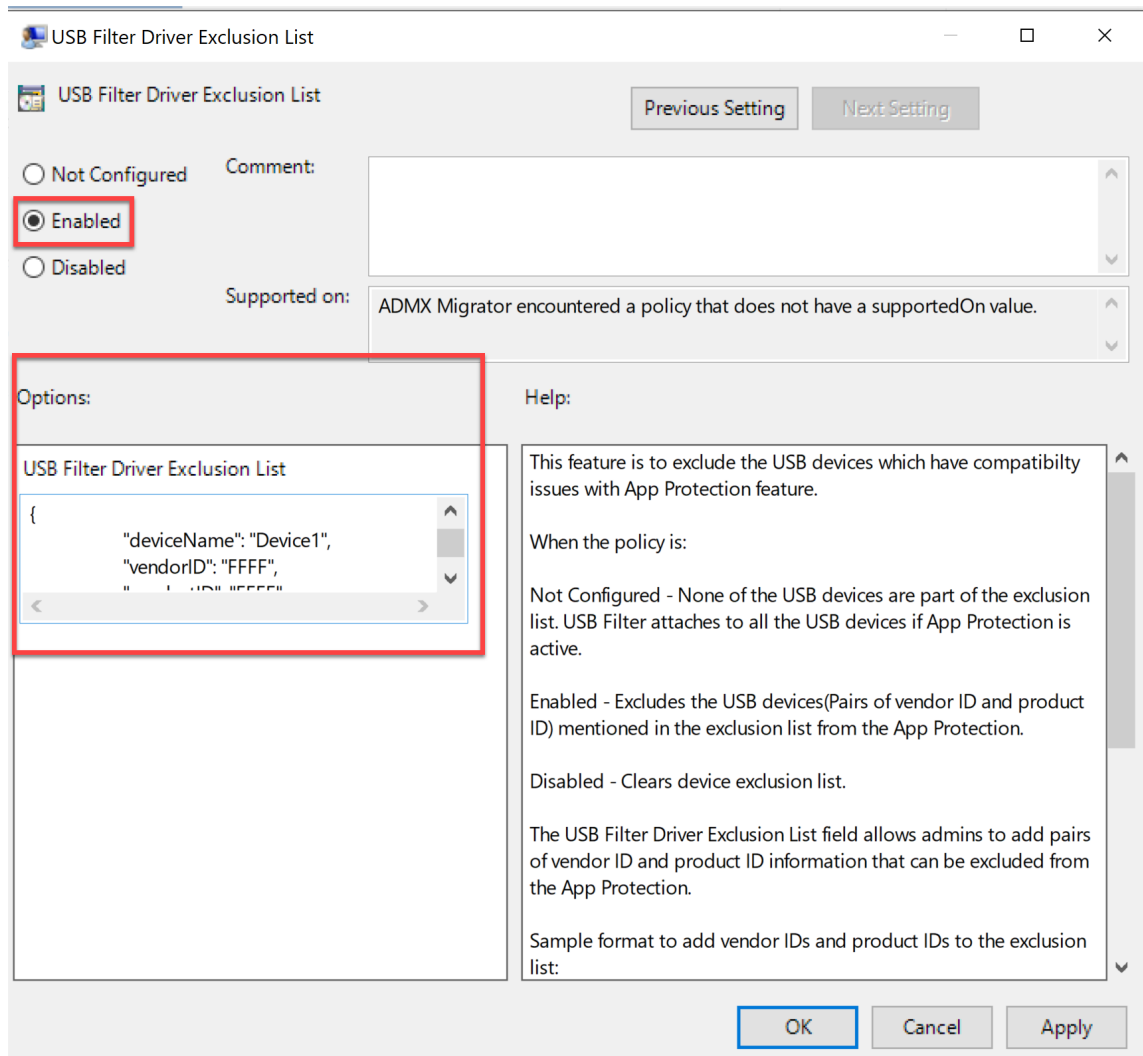 USB Filter Driver Exclusion List
USB Filter Driver Exclusion List
Previous Setting
Next Setting
Not Configured
Comment:
Enabled
Disabled
Supported on:
ADMX Migrator encountered a policy that does not have a supportedOn value.
Options:
Help:
USB Filter Driver Exclusion List
{
"deviceName": "Device1",
"vendorID": "FFFF",
This feature is to exclude the USB devices which have compatibilty
issues with App Protection feature.
When the policy is:
Not Configured - None of the USB devices are part of the exclusion
list. USB Filter attaches to all the USB devices if App Protection is
active.
Enabled - Excludes the USB devices(Pairs of vendor ID and product
ID) mentioned in the exclusion list from the App Protection.
Disabled - Clears device exclusion list.
The USB Filter Driver Exclusion List field allows admins to add pairs
of vendor ID and product ID information that can be excluded from
the App Protection.
Sample format to add vendor IDs and product IDs to the exclusion
list:
OK
Cancel
Apply